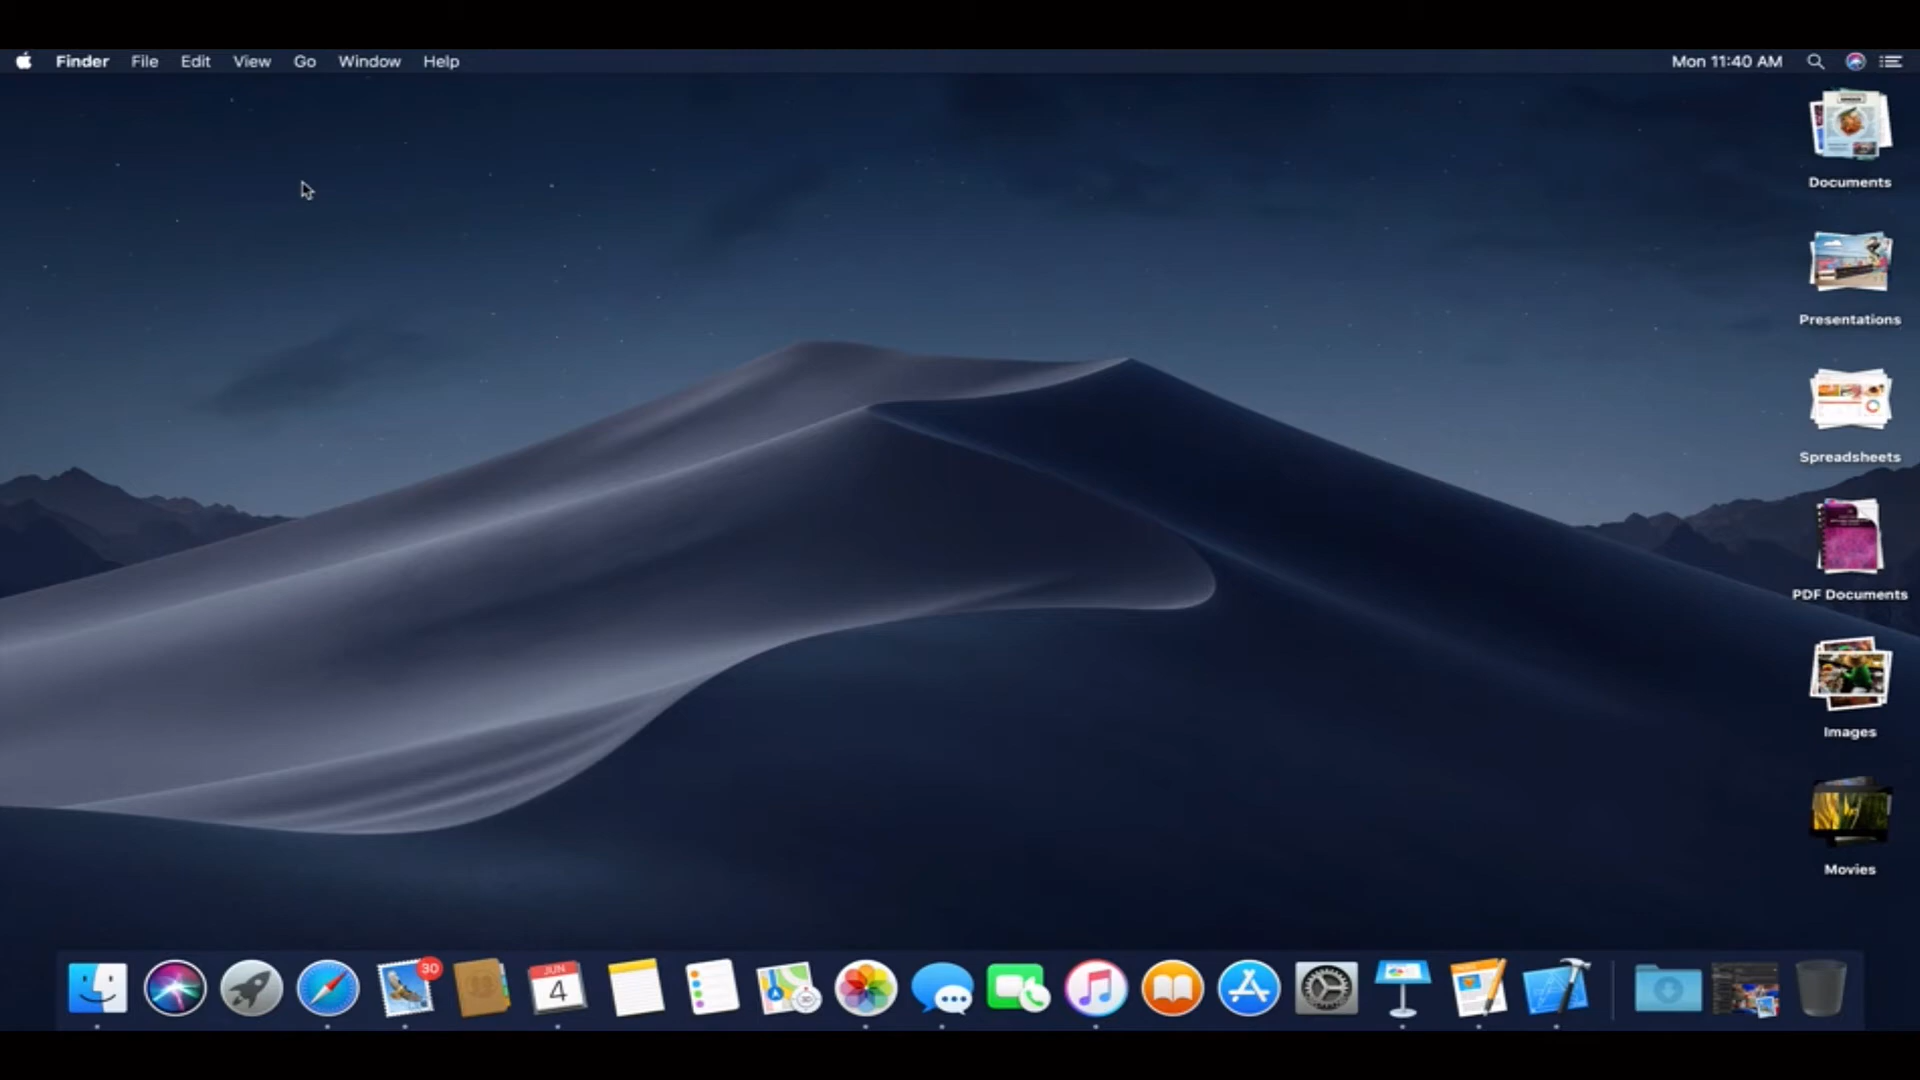 Finder File Edit View Go Window Help Mon 11:40 AM
Documents
Presentations
Spreadsheets
PDF Documents
Images
Movies
30
JUN
4